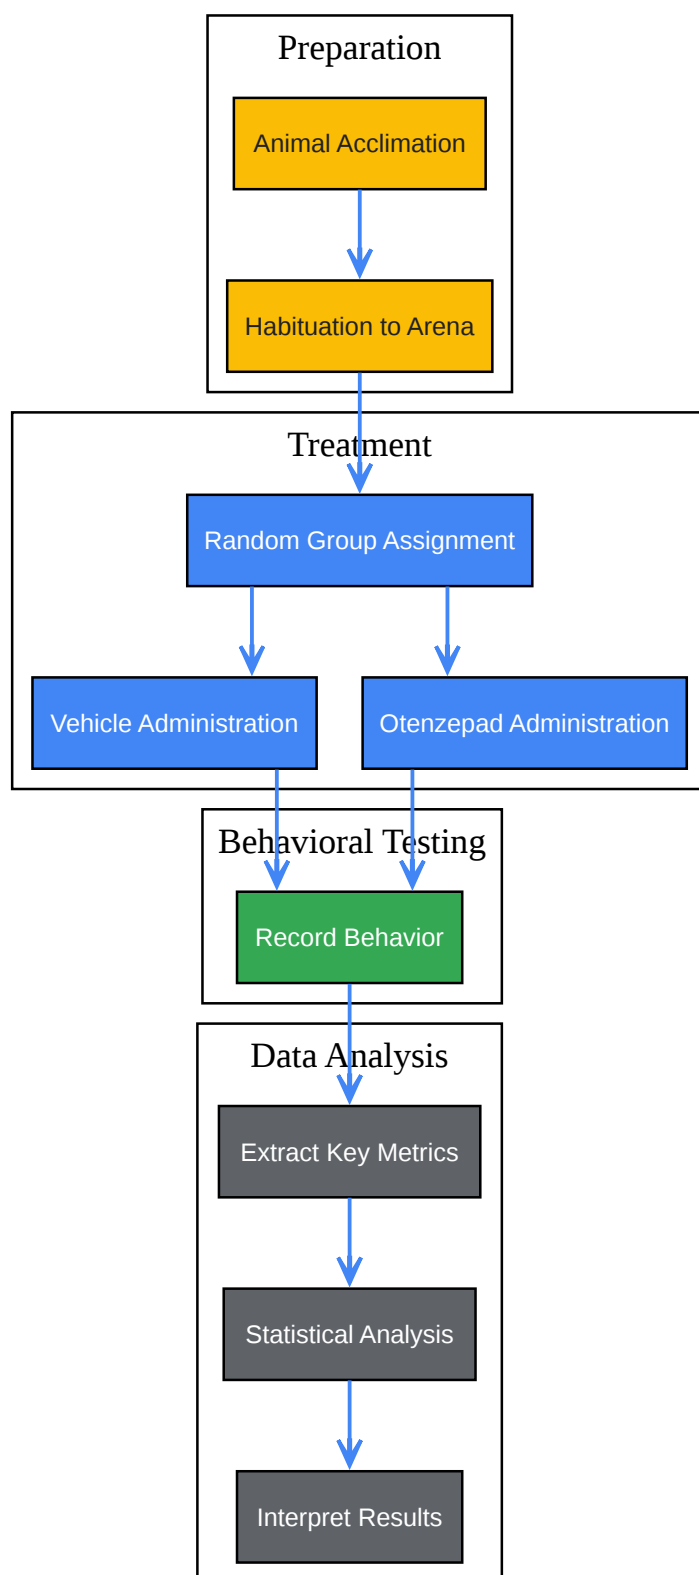 Preparation
Animal Acclimation
Habituation to Arena
Treatment
Random Group Assignment
Vehicle Administration
Otenzepad Administration
Behavioral Testing
Record Behavior
Data Analysis
Extract Key Metrics
Statistical Analysis
Interpret Results